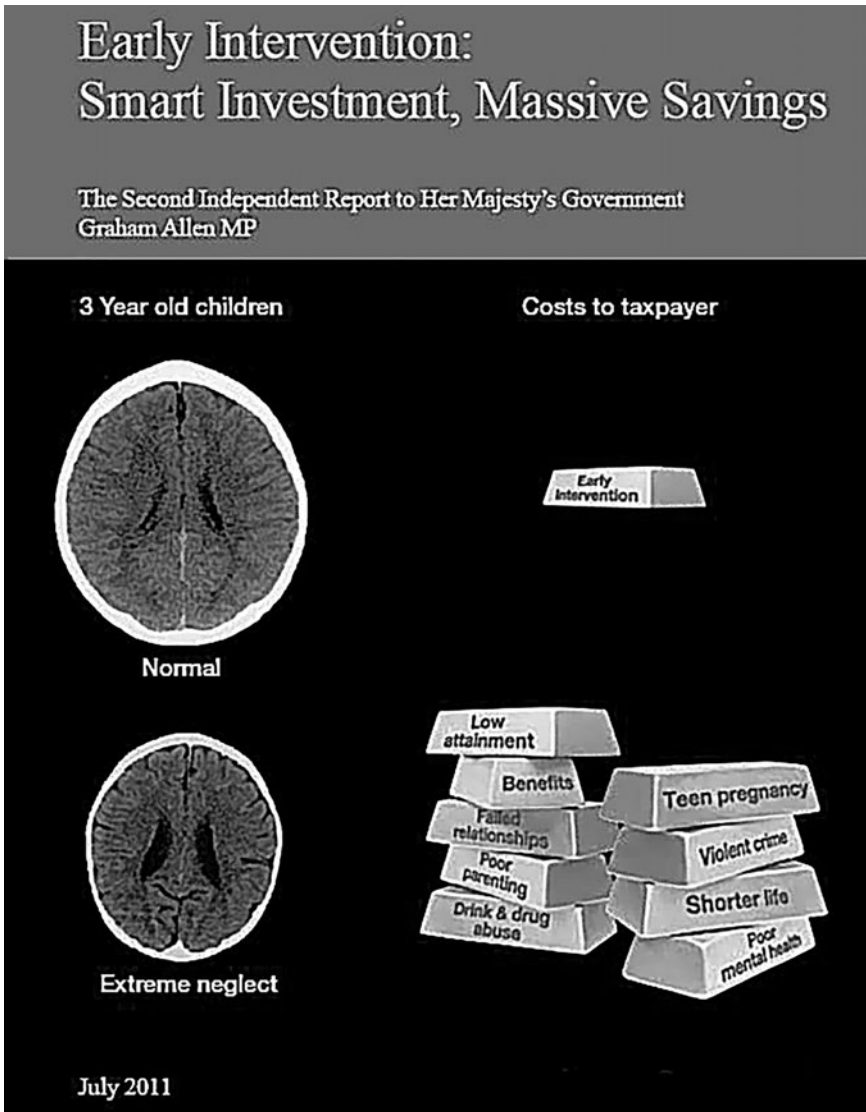 Early Intervention:
Smart Investment, Massive Savings
The Second Independent Report to Her Majesty's Government
Graham Allen MP
3 Year old children
Costs to taxpayer
Early
Intervention
Normal
Low
attainment
Benefits
Failed
relationships
Poor
parenting
Drink & drug
abuse
Teen pregnancy
Violent crime
Shorter life
Poor
mental health
Extreme neglect
July 2011